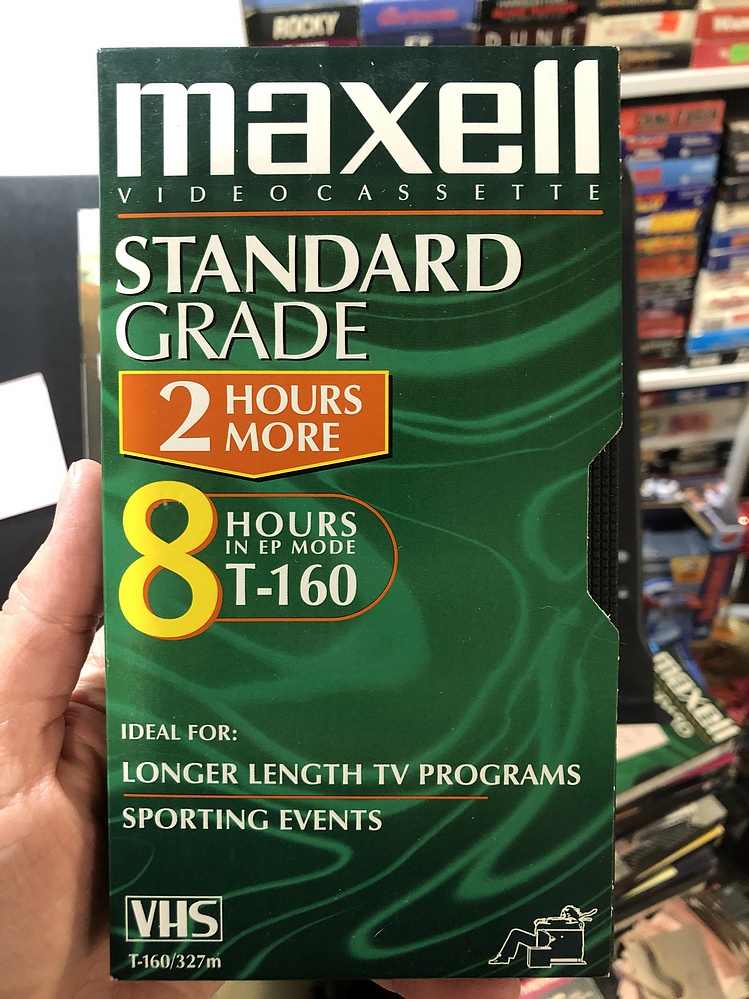 ROCKY
DUNE
maxell
VIDEOCASSETTE
STANDARD
GRADE
2 HOURS
MORE
8 HOURS
IN EP MODE
T-160
IDEAL FOR:
LONGER LENGTH TV PROGRAMS
SPORTING EVENTS
VHS
T-160/327m
maxell